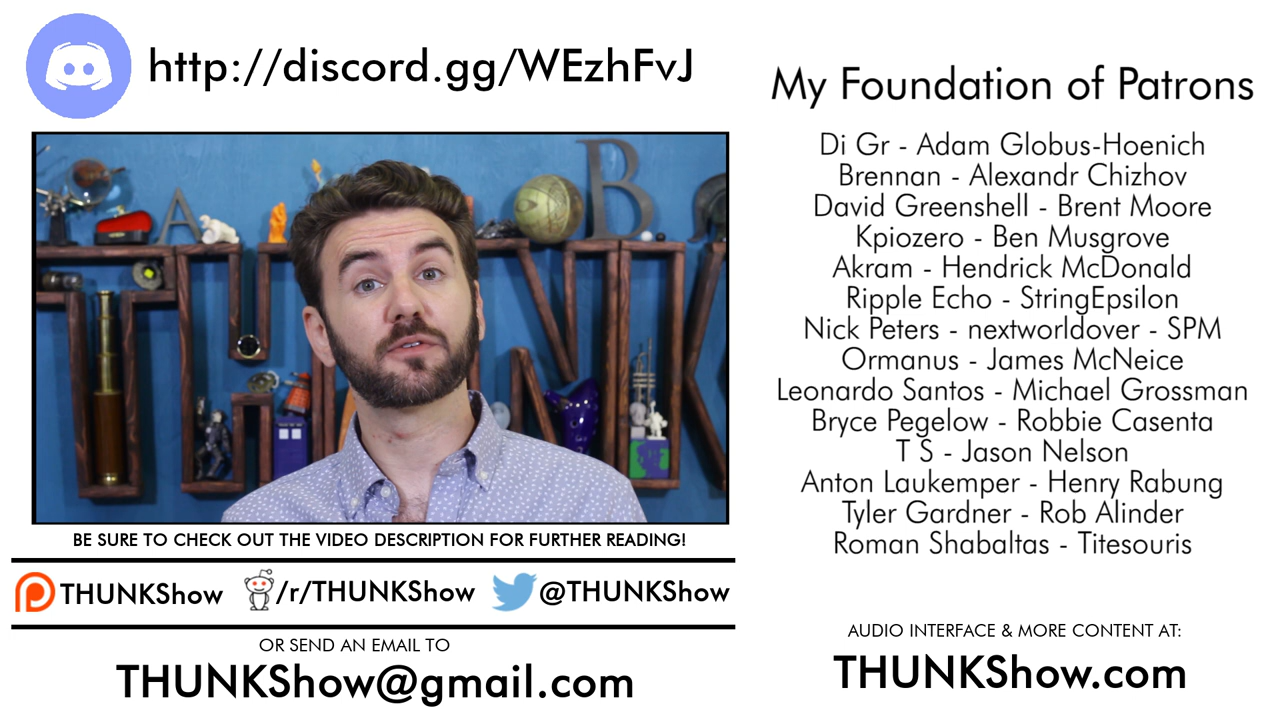 http://discord.gg/WEzhFvJ
A
B
THUNK
BE SURE TO CHECK OUT THE VIDEO DESCRIPTION FOR FURTHER READING!
THUNKShow
/r/THUNKShow
@THUNKShow
OR SEND AN EMAIL TO
THUNKShow@gmail.com
My Foundation of Patrons
Di Gr - Adam Globus-Hoenich
Brennan - Alexandr Chizhov
David Greenshell - Brent Moore
Kpiozero - Ben Musgrove
Akram - Hendrick McDonald
Ripple Echo - StringEpsilon
Nick Peters - nextworldover - SPM
Ormanus - James McNeice
Leonardo Santos - Michael Grossman
Bryce Pegelow - Robbie Casenta
T S - Jason Nelson
Anton Laukemper - Henry Rabung
Tyler Gardner - Rob Alinder
Roman Shabaltas - Titesouris
AUDIO INTERFACE & MORE CONTENT AT:
THUNKShow.com